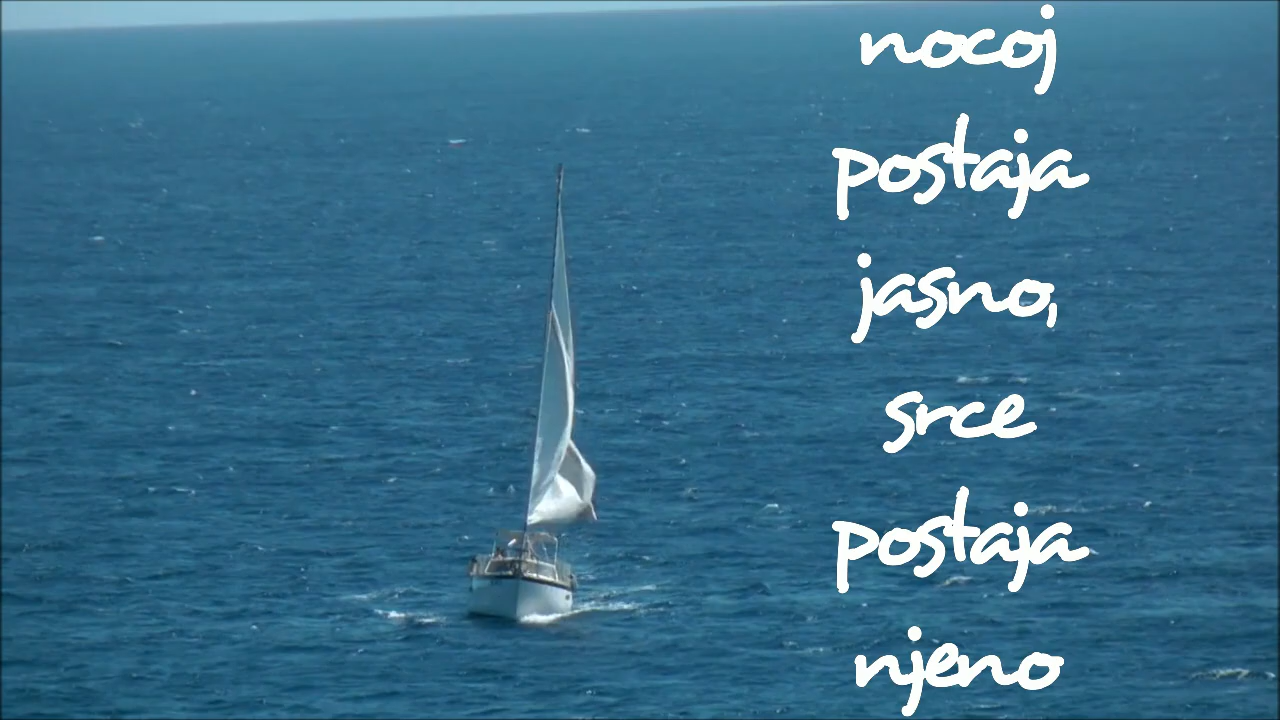 nocoj
postaja
jasno,
srce
postaja
njeno